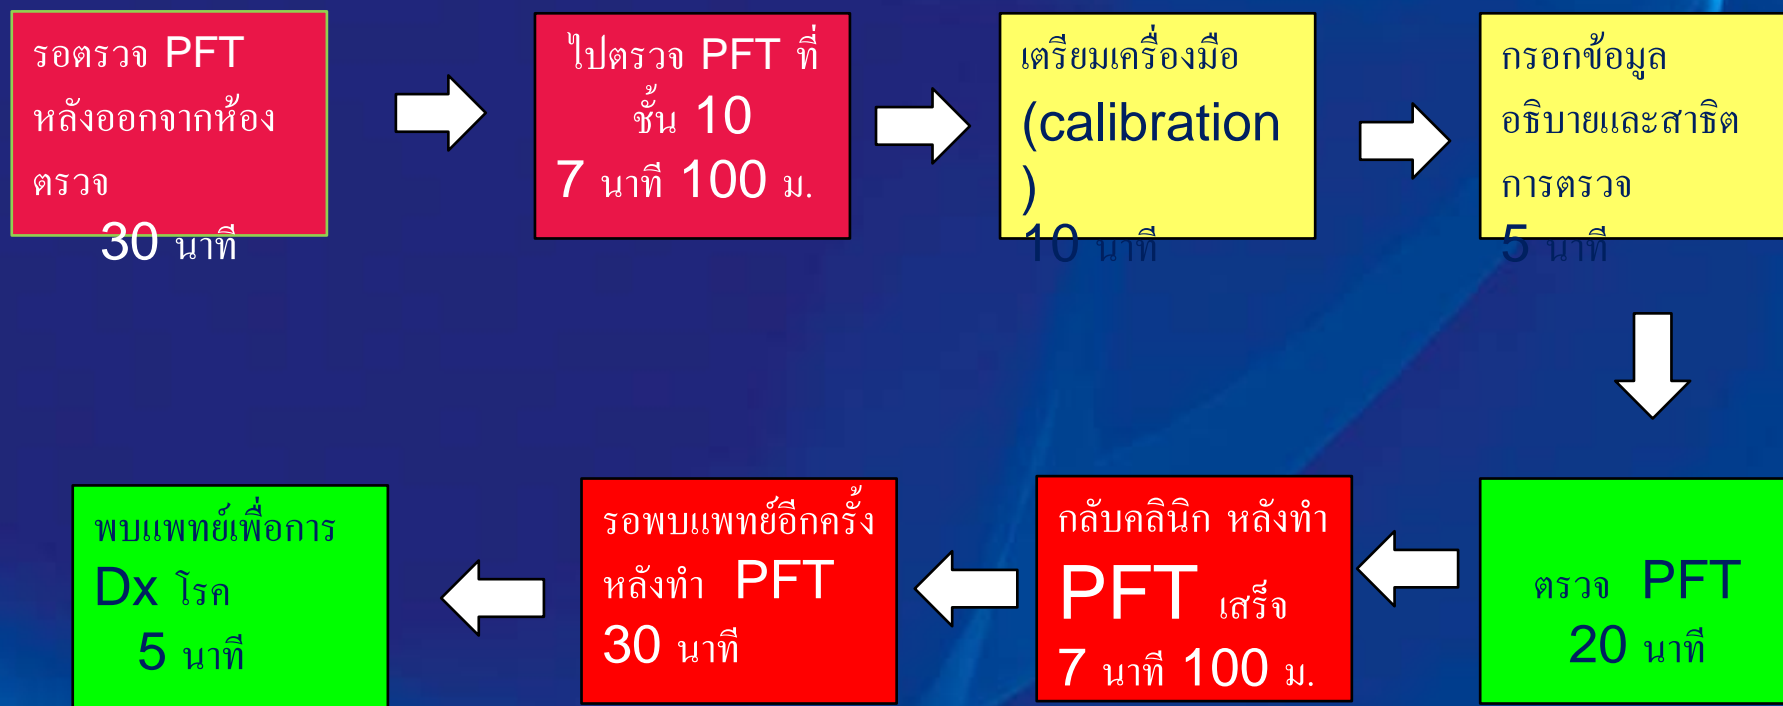 รอตรวจ PFT
หลังออกจากห้อง
ตรวจ
30 นาที
ไปตรวจ PFT ที่
ชั้น 10
7 นาที 100 ม.
เตรียมเครื่องมือ
(calibration
)
10 นาที
กรอกข้อมูล
อธิบายและสาธิต
การตรวจ
5 นาที
ตรวจ PFT
20 นาที
กลับคลินิก หลังทำ
PFT เสร็จ
7 นาที 100 ม.
รอพบแพทย์อีกครั้ง
หลังทำ PFT
30 นาที
พบแพทย์เพื่อการ
Dx โรค
5 นาที